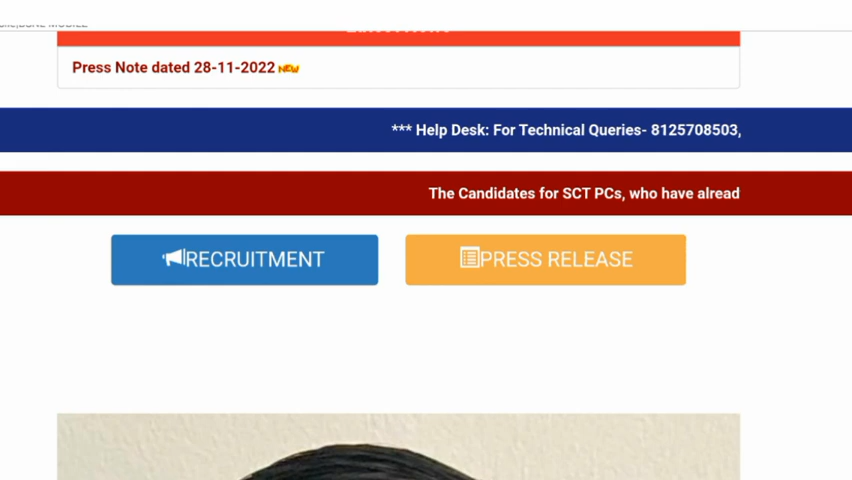 Press Note dated 28-11-2022 NEW
*** Help Desk: For Technical Queries- 8125708503,
The Candidates for SCT PCs, who have alread
RECRUITMENT
PRESS RELEASE